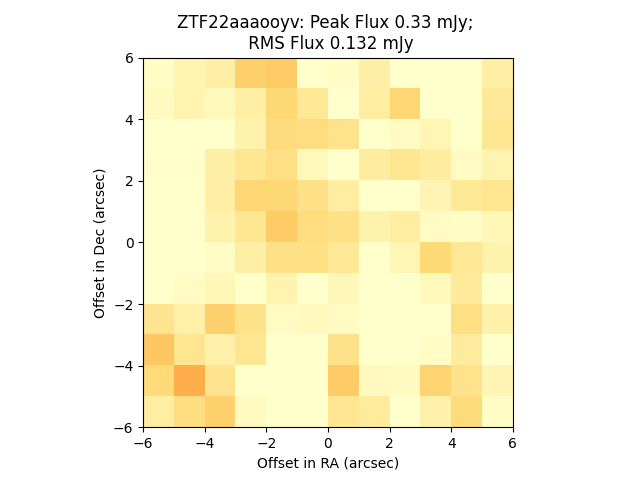 ZTF22aaaooyv: Peak Flux 0.33 mJy;
RMS Flux 0.132 mJy
6
4
2
0
−2
−4
−6
Offset in Dec (arcsec)
−6 −4 −2 0 2 4 6
Offset in RA (arcsec)